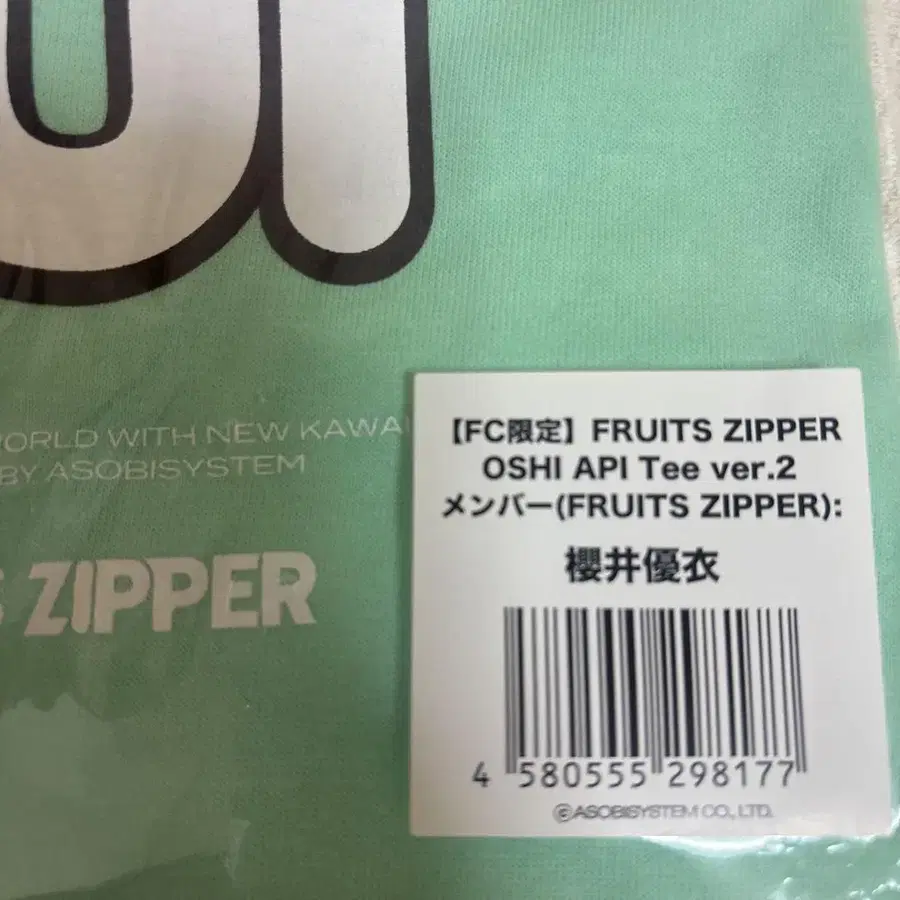 UI
WORLD WITH NEW KAWAI
BY ASOBISYSTEM
S ZIPPER
【FC限定】FRUITS ZIPPER
OSHI API Tee ver.2
メンバー(FRUITS ZIPPER):
櫻井優衣
4 580555 298177
©ASOBISYSTEM CO., LTD.